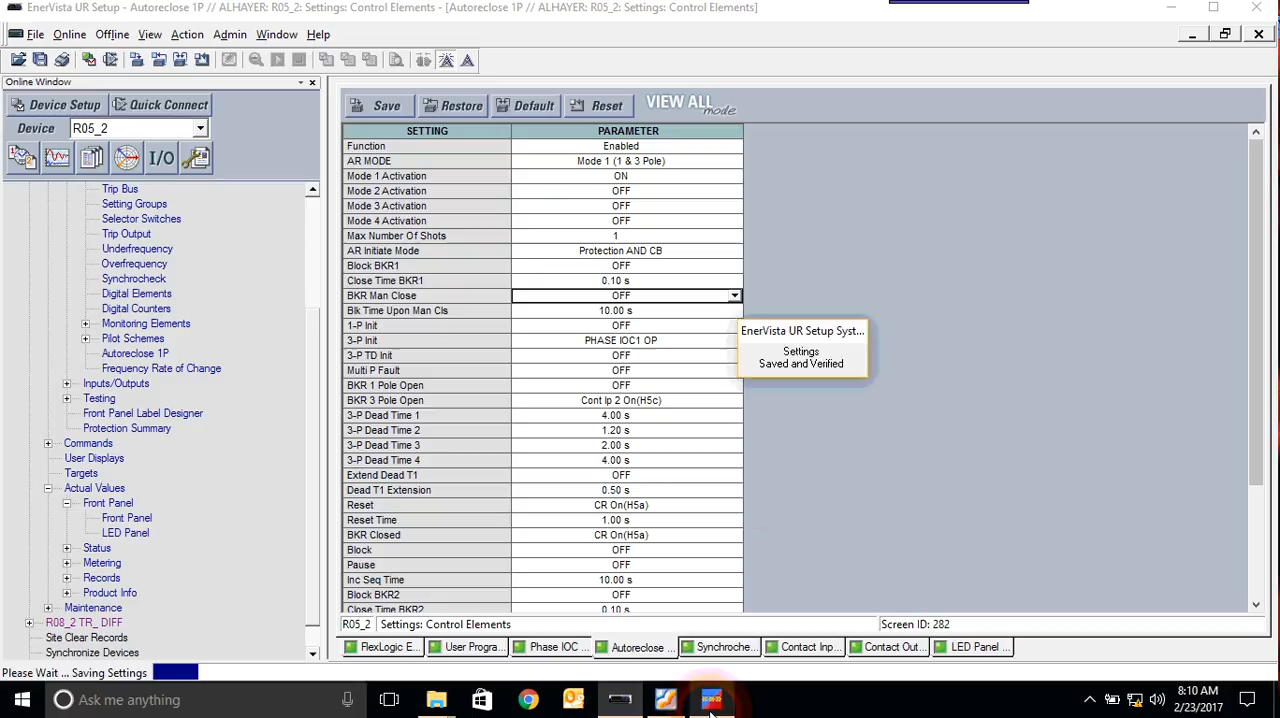 EnerVista UR Setup - Autoreclose 1P // ALHAYER: R05_2: Settings: Control Elements - [Autoreclose 1P // ALHAYER: R05_2: Settings: Control Elements]
File Online Offline View Action Admin Window Help
Online Window
Device Setup Quick Connect
Device R05_2
I/O
Trip Bus
Setting Groups
Selector Switches
Trip Output
Underfrequency
Overfrequency
Synchrocheck
Digital Elements
Digital Counters
Monitoring Elements
Pilot Schemes
Autoreclose 1P
Frequency Rate of Change
Inputs/Outputs
Testing
Front Panel Label Designer
Protection Summary
Commands
User Displays
Targets
Actual Values
Front Panel
Front Panel
LED Panel
Status
Metering
Records
Product Info
Maintenance
R08_2 TR_ DIFF
Site Clear Records
Synchronize Devices
Save Restore Default Reset VIEW ALL mode
SETTING PARAMETER
Function Enabled
AR MODE Mode 1 (1 & 3 Pole)
Mode 1 Activation ON
Mode 2 Activation OFF
Mode 3 Activation OFF
Mode 4 Activation OFF
Max Number Of Shots 1
AR Initiate Mode Protection AND CB
Block BKR1 OFF
Close Time BKR1 0.10 s
BKR Man Close OFF
Blk Time Upon Man Cls 10.00 s
1-P Init OFF
3-P Init PHASE IOC1 OP
3-P TD Init OFF
Multi P Fault OFF
BKR 1 Pole Open OFF
BKR 3 Pole Open Cont Ip 2 On(H5c)
3-P Dead Time 1 4.00 s
3-P Dead Time 2 1.20 s
3-P Dead Time 3 2.00 s
3-P Dead Time 4 4.00 s
Extend Dead T1 OFF
Dead T1 Extension 0.50 s
Reset CR On(H5a)
Reset Time 1.00 s
BKR Closed CR On(H5a)
Block OFF
Pause OFF
Inc Seq Time 10.00 s
Block BKR2 OFF
Close Time BKR2 0.10 s
EnerVista UR Setup Syst...
Settings
Saved and Verified
R05_2 Settings: Control Elements Screen ID: 282
FlexLogic E... User Progra... Phase IOC ... Autoreclose ... Synchroche... Contact Inp... Contact Out... LED Panel ...
Please Wait ... Saving Settings
Ask me anything
8:10 AM
2/23/2017